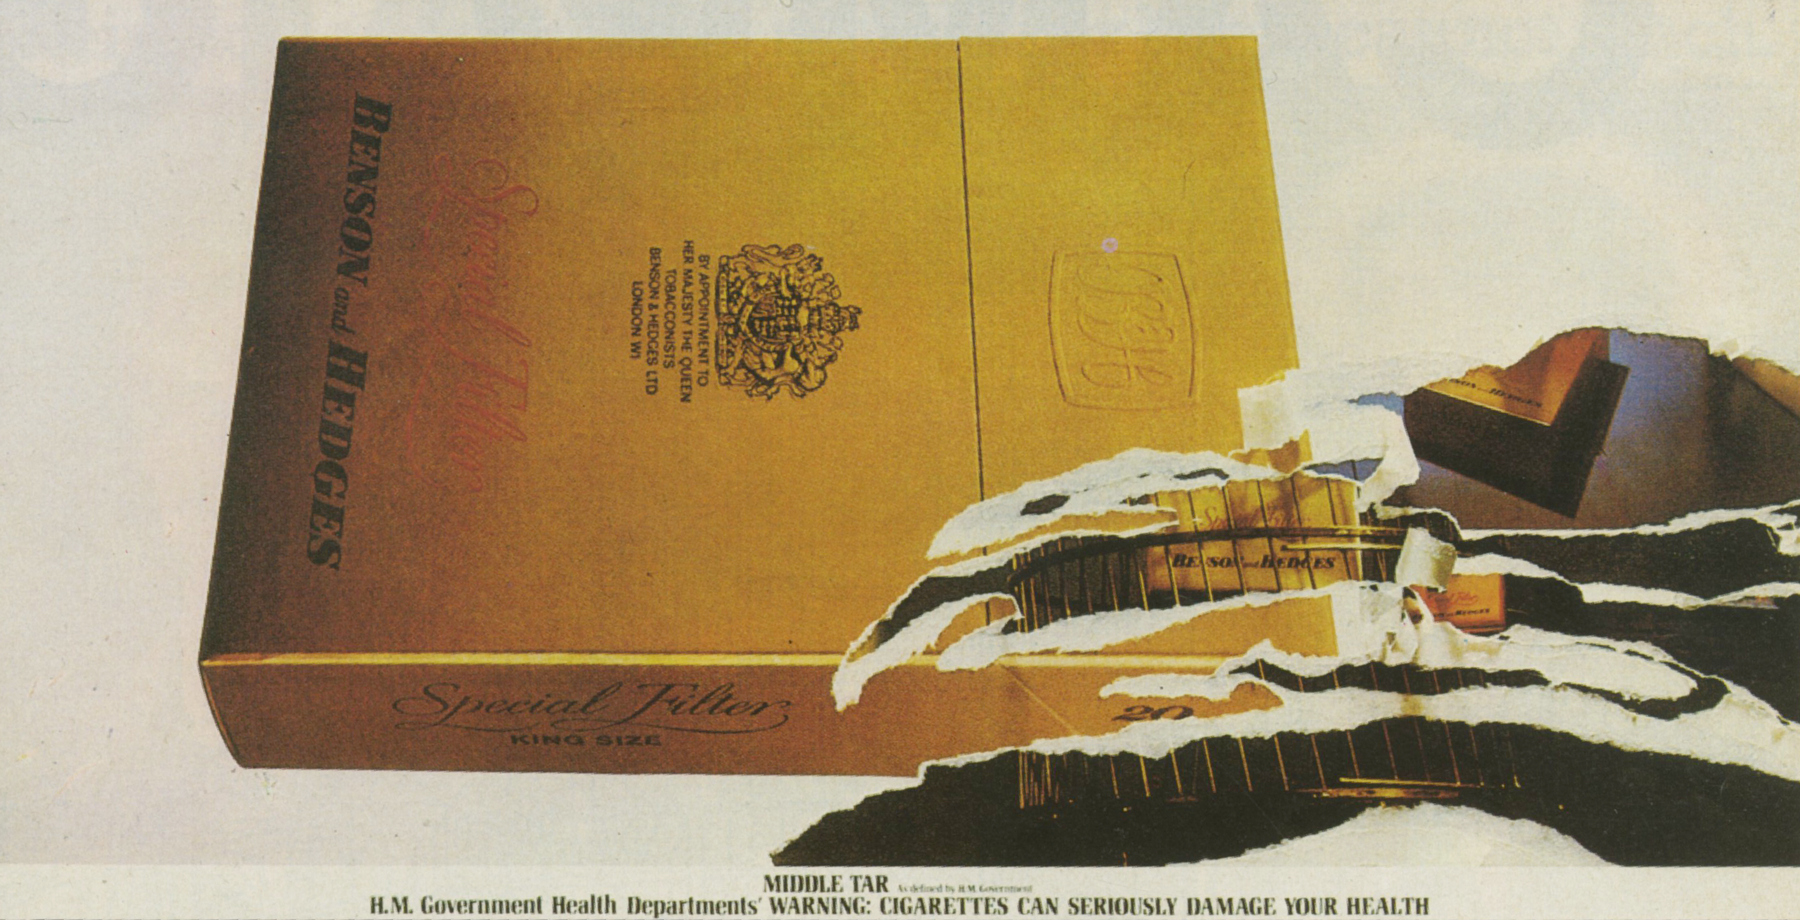 BENSON and HEDGES
Special Filter
BY APPOINTMENT TO
HER MAJESTY THE QUEEN
TOBACCONISTS
BENSON & HEDGES LTD
LONDON W1
Special Filter
BENSON and HEDGES
HEDGES
Special Filter
KING SIZE
20
MIDDLE TAR As defined by H.M. Government
H.M. Government Health Departments' WARNING: CIGARETTES CAN SERIOUSLY DAMAGE YOUR HEALTH